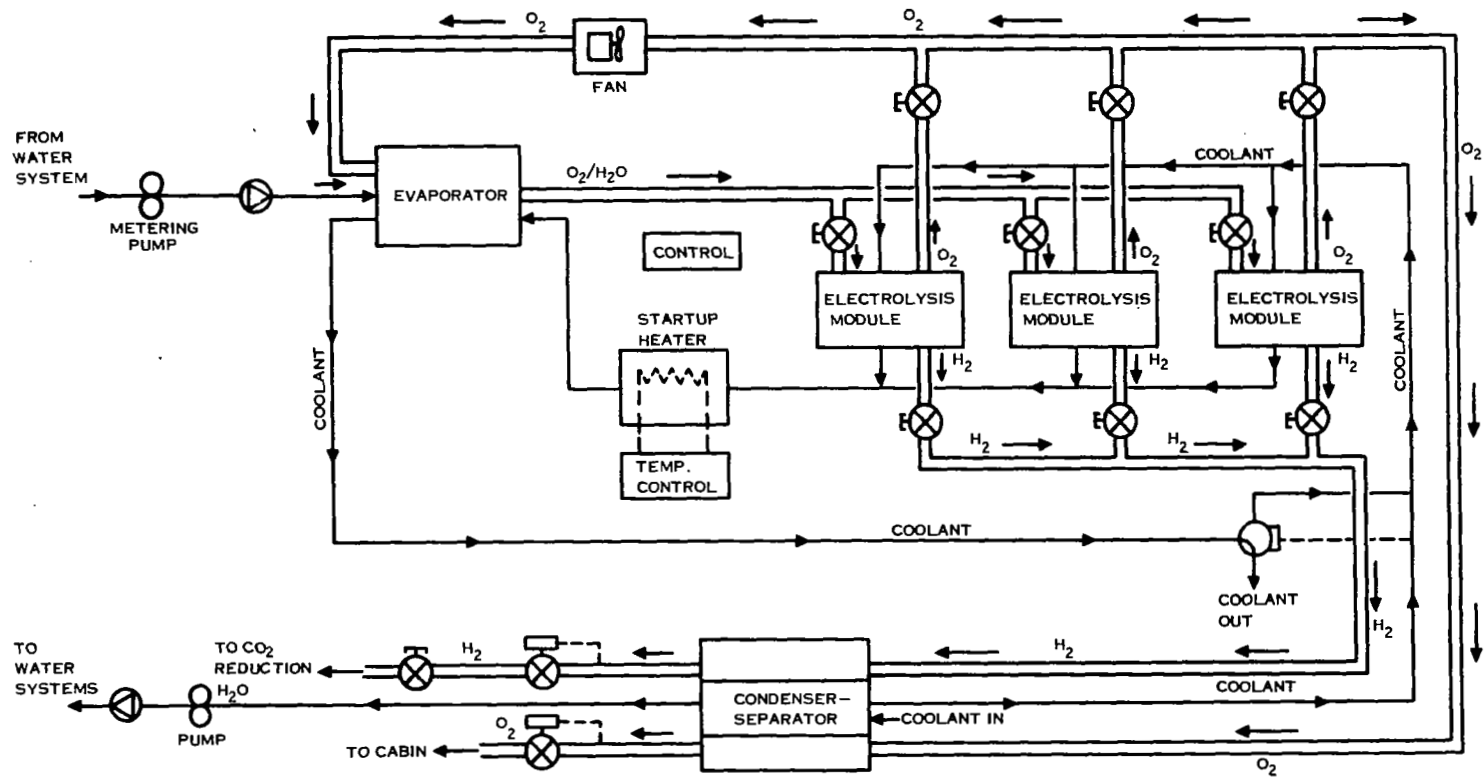 O2
O2
FAN
FROM
WATER
SYSTEM
METERING
PUMP
EVAPORATOR
O2/H2O
COOLANT
O2
CONTROL
O2
O2
O2
ELECTROLYSIS
MODULE
ELECTROLYSIS
MODULE
ELECTROLYSIS
MODULE
STARTUP
HEATER
H2
H2
H2
COOLANT
COOLANT
TEMP.
CONTROL
H2
H2
COOLANT
COOLANT
OUT
H2
TO
WATER
SYSTEMS
TO CO2
REDUCTION
H2
H2
H2O
COOLANT
CONDENSER-
SEPARATOR
COOLANT IN
PUMP
O2
TO CABIN
O2